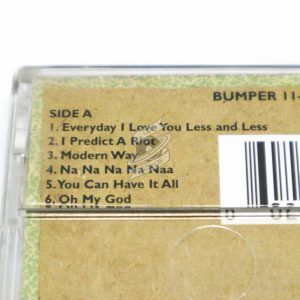 BUMPER 11-
SIDE A
1. Everyday I Love You Less and Less
2. I Predict A Riot
3. Modern Way
4. Na Na Na Na Naa
5. You Can Have It All
6. Oh My God
0